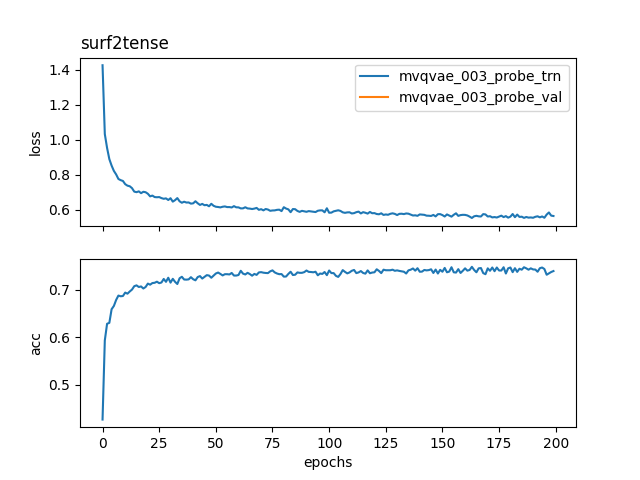 surf2tense
1.4
1.2
1.0
0.8
0.6
loss
mvqvae_003_probe_trn
mvqvae_003_probe_val
0.7
0.6
0.5
acc
0 25 50 75 100 125 150 175 200
epochs